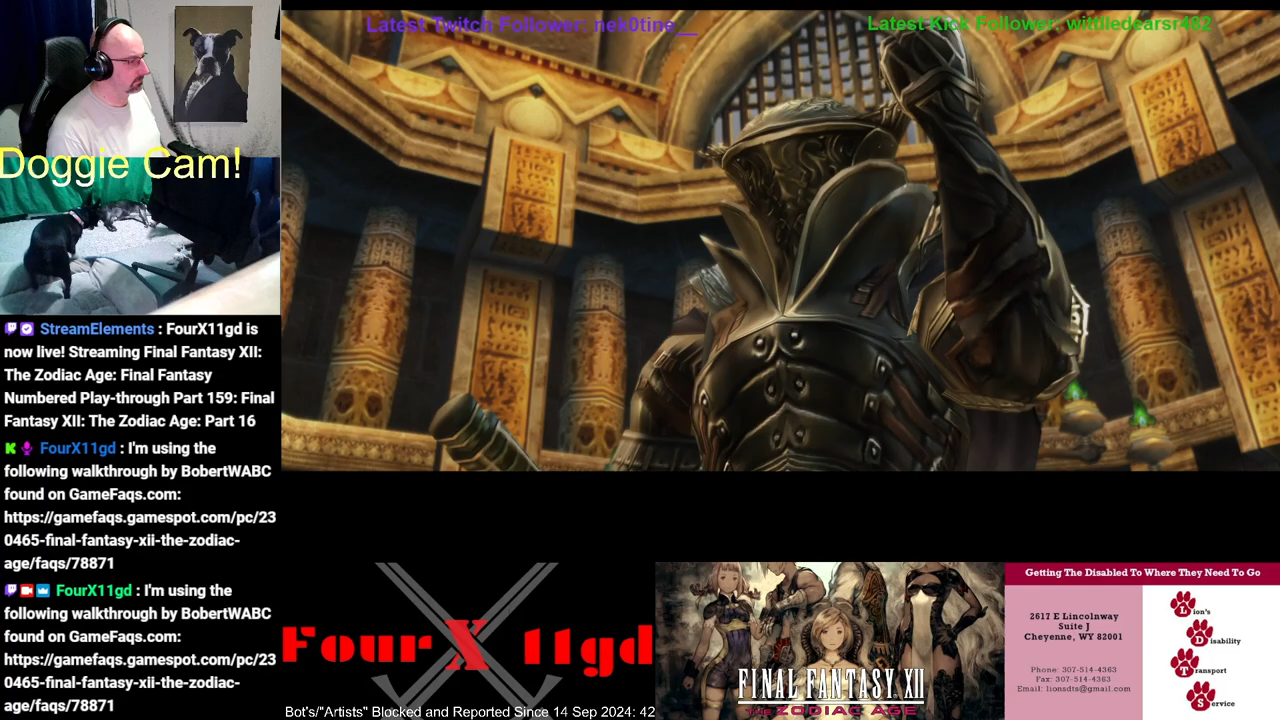 Latest Twitch Follower: nek0tine__
Latest Kick Follower: wittlledearsr482
Doggie Cam!
StreamElements : FourX11gd is
now live! Streaming Final Fantasy XII:
The Zodiac Age: Final Fantasy
Numbered Play-through Part 159: Final
Fantasy XII: The Zodiac Age: Part 16
FourX11gd : I'm using the
following walkthrough by BobertWABC
found on GameFaqs.com:
https://gamefaqs.gamespot.com/pc/23
0465-final-fantasy-xii-the-zodiac-
age/faqs/78871
FourX11gd : I'm using the
following walkthrough by BobertWABC
found on GameFaqs.com:
https://gamefaqs.gamespot.com/pc/23
0465-final-fantasy-xii-the-zodiac-
age/faqs/78871
FourX11gd
Bot's/"Artists" Blocked and Reported Since 14 Sep 2024: 42
FINAL FANTASY XII
THE ZODIAC AGE
Getting The Disabled To Where They Need To Go
2617 E Lincolnway
Suite J
Cheyenne, WY 82001
Phone: 307-514-4363
Fax: 307-514-4363
Email: lionsdts@gmail.com
Lion's
Disability
Transport
Service